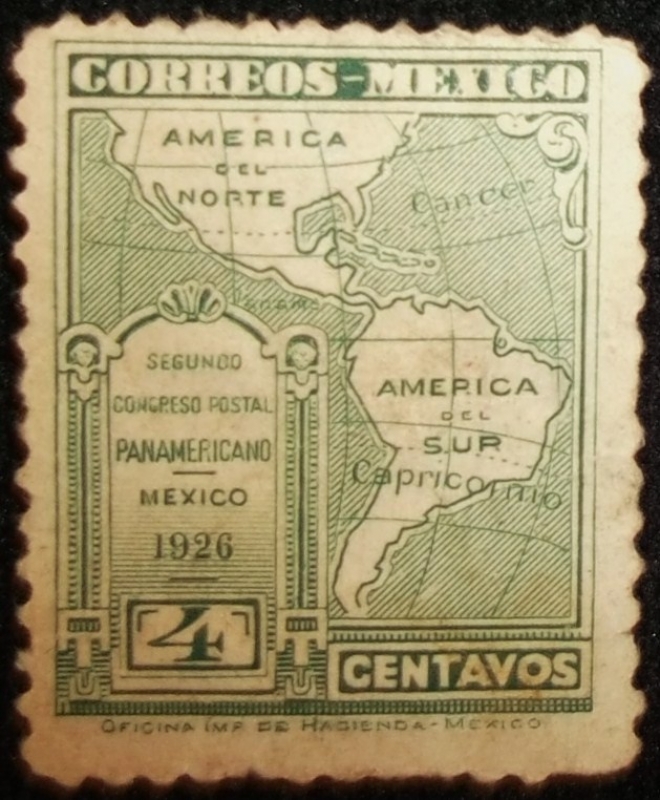 CORREOS-MEXICO
AMERICA
DEL
NORTE
Cancer
Panama
SEGUNDO
CONGRESO POSTAL
PANAMERICANO
MEXICO
1926
AMERICA
DEL
SUR
Capricornio
4
CENTAVOS
OFICINA IMP. DE HACIENDA-MEXICO